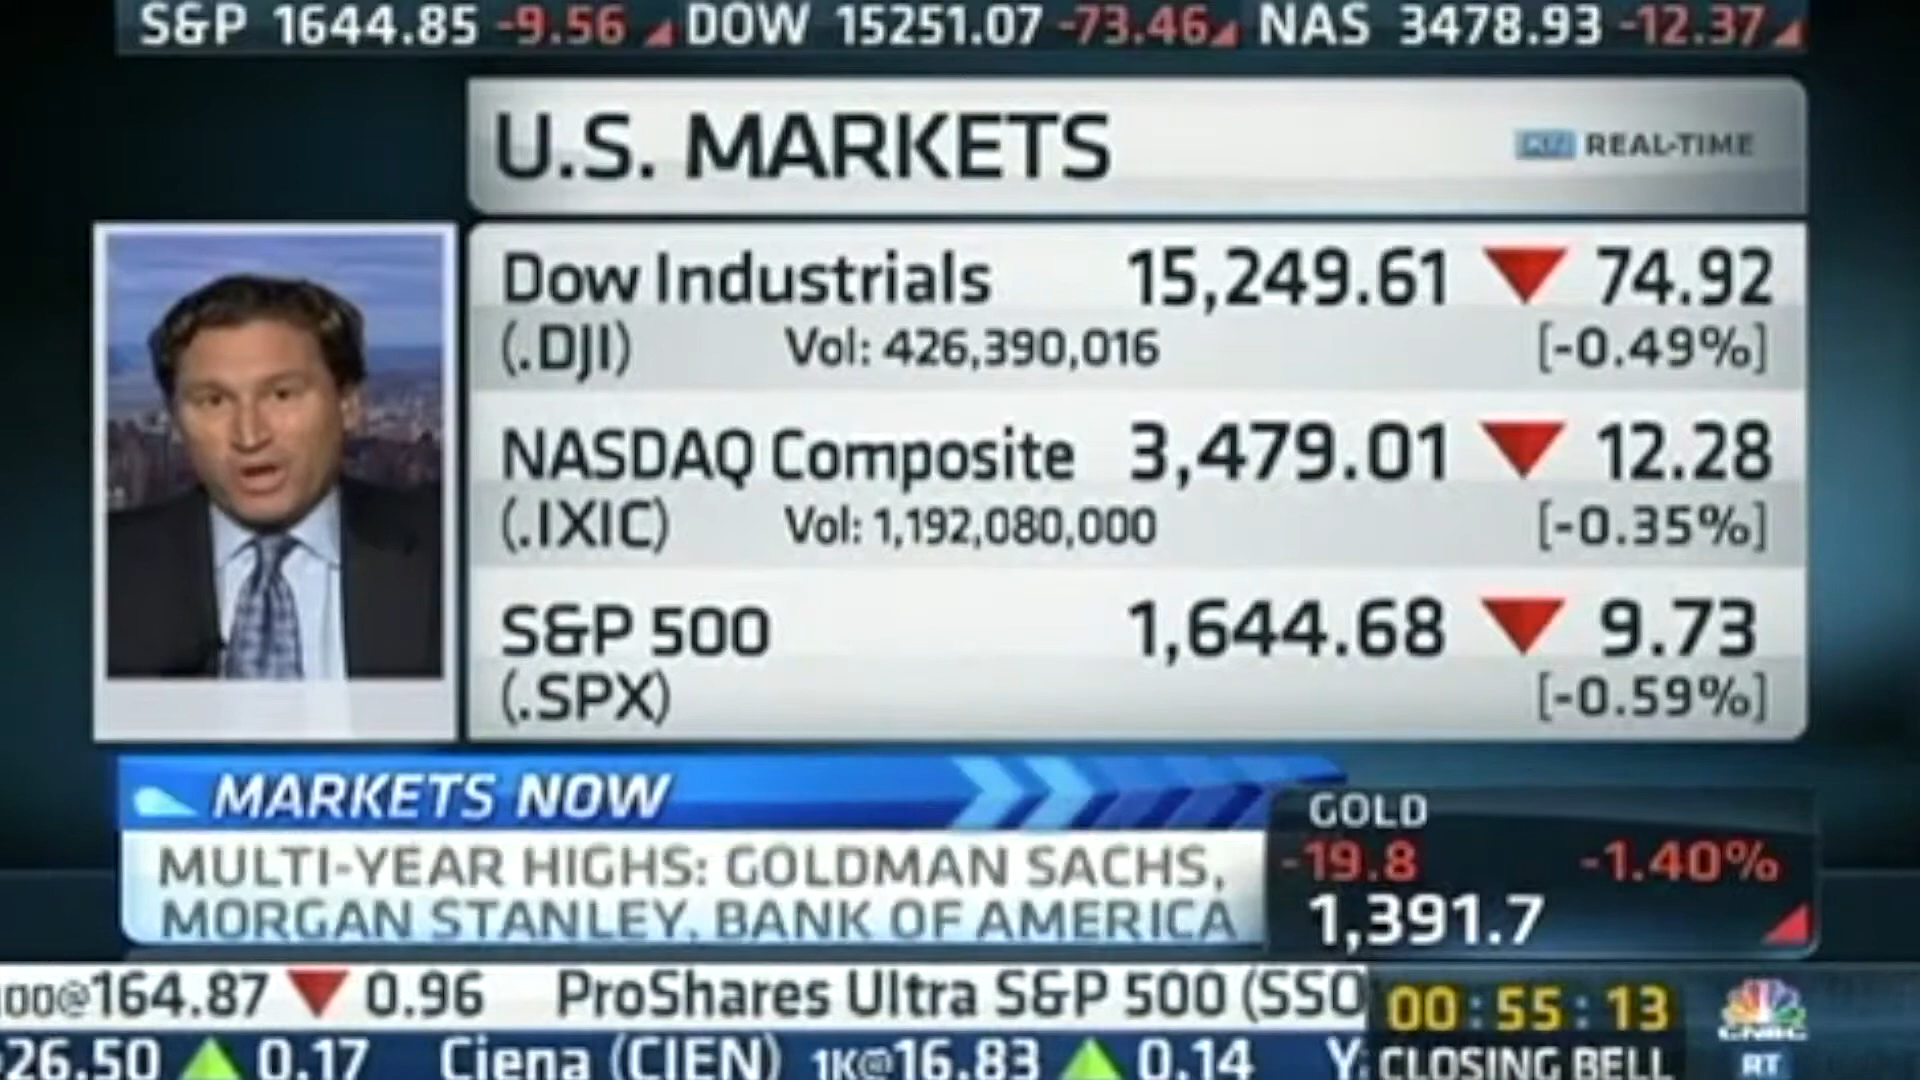 S&P 1644.85 -9.56 DOW 15251.07 -73.46 NAS 3478.93 -12.37
U.S. MARKETS
REAL-TIME
Dow Industrials 15,249.61 74.92
(.DJI) Vol: 426,390,016 [-0.49%]
NASDAQ Composite 3,479.01 12.28
(.IXIC) Vol: 1,192,080,000 [-0.35%]
S&P 500 1,644.68 9.73
(.SPX) [-0.59%]
MARKETS NOW
MULTI-YEAR HIGHS: GOLDMAN SACHS,
MORGAN STANLEY, BANK OF AMERICA
GOLD
-19.8 -1.40%
1,391.7
00@164.87 0.96 ProShares Ultra S&P 500 (SSO
26.50 0.17 Ciena (CIEN) 1K@16.83 0.14 Y
00:55:13
CLOSING BELL
CNBC
RT